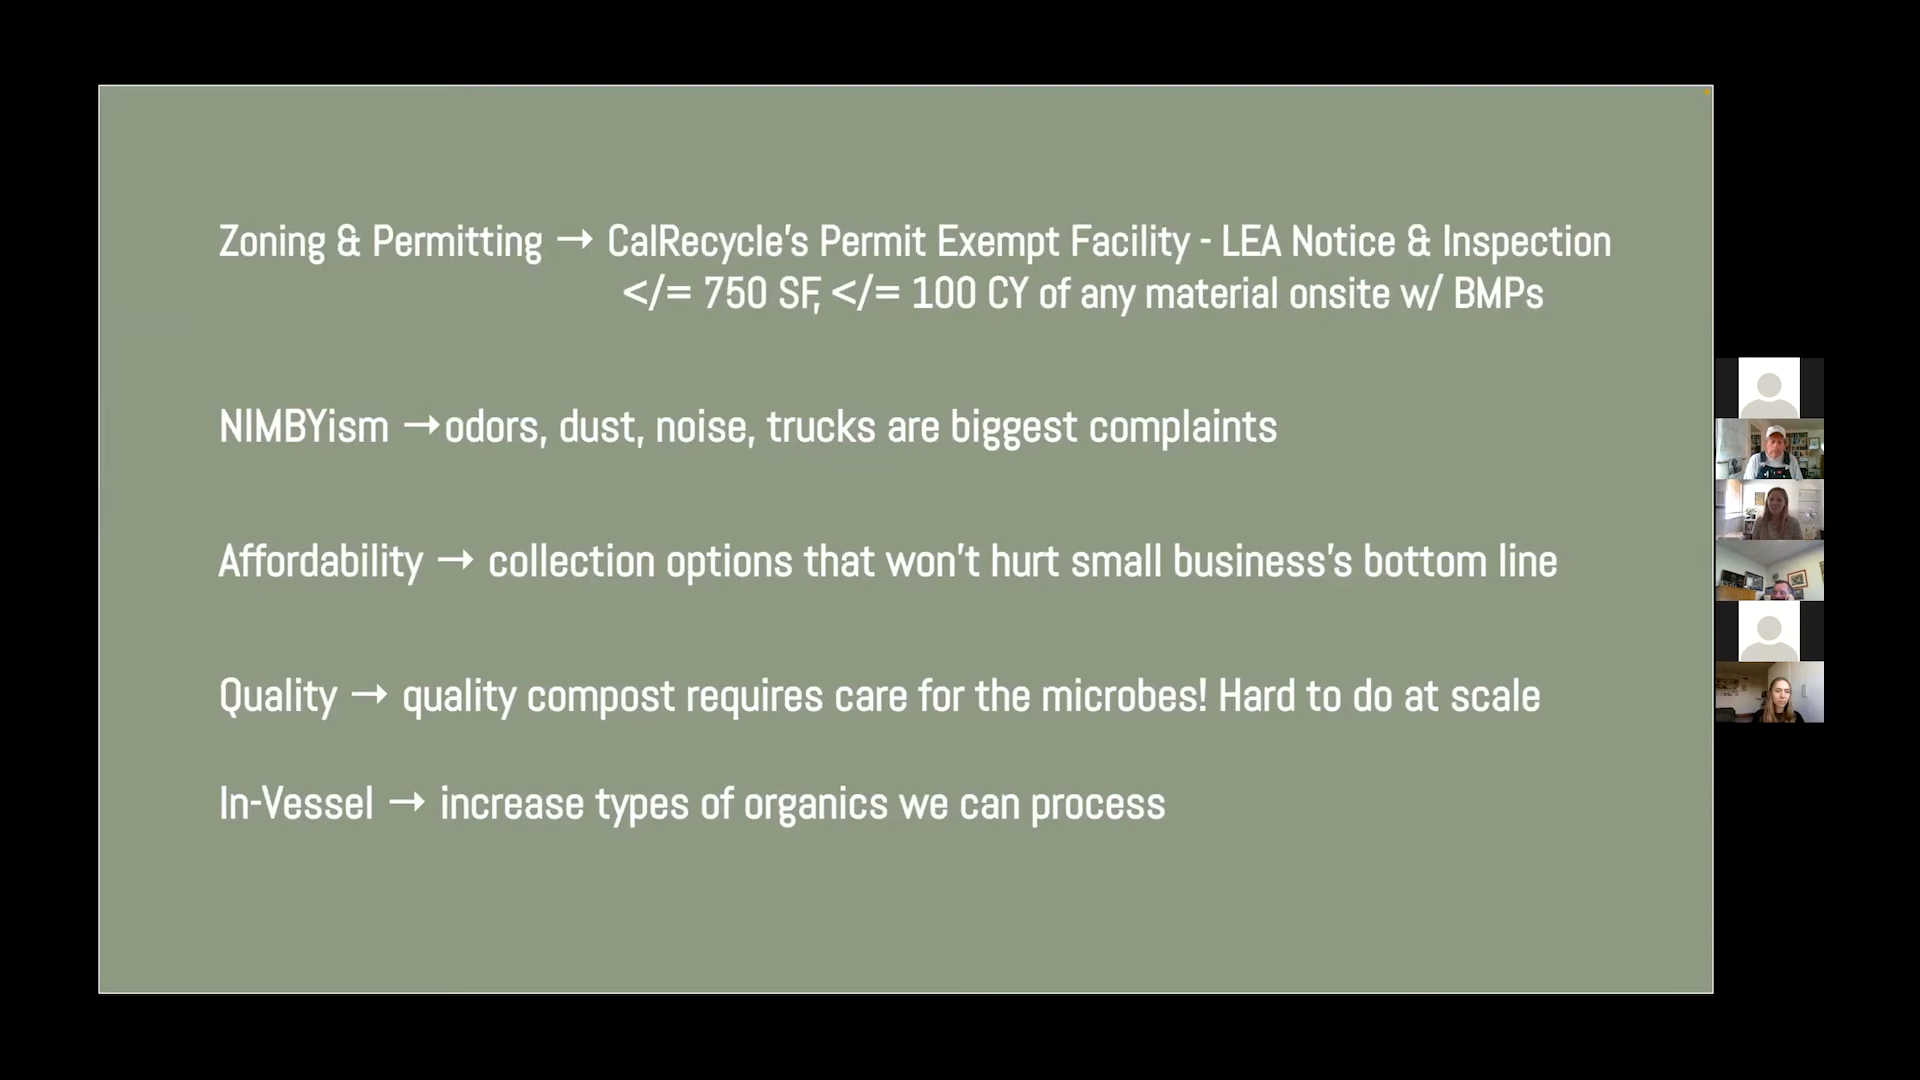 Zoning & Permitting → CalRecycle's Permit Exempt Facility - LEA Notice & Inspection
</= 750 SF, </= 100 CY of any material onsite w/ BMPs
NIMBYism →odors, dust, noise, trucks are biggest complaints
Affordability → collection options that won't hurt small business's bottom line
Quality → quality compost requires care for the microbes! Hard to do at scale
In-Vessel → increase types of organics we can process